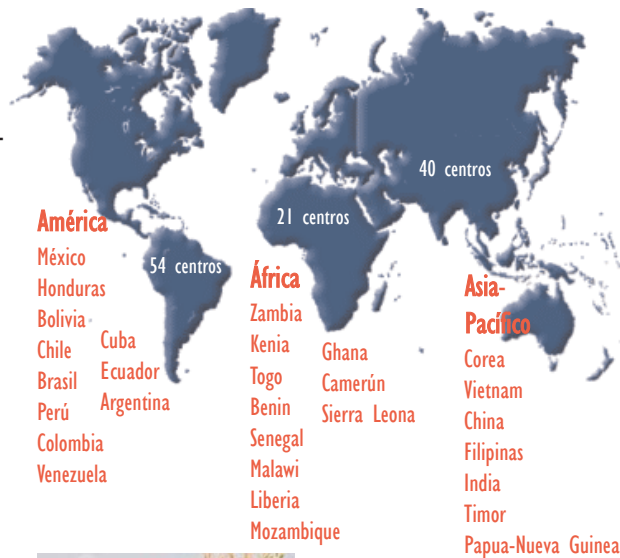 40 centros
21 centros
54 centros
América
México
Honduras
Bolivia
Chile
Brasil
Perú
Colombia
Venezuela
Cuba
Ecuador
Argentina
África
Zambia
Kenia
Togo
Benin
Senegal
Malawi
Liberia
Mozambique
Ghana
Camerún
Sierra Leona
Asia-
Pacífico
Corea
Vietnam
China
Filipinas
India
Timor
Papua-Nueva Guinea